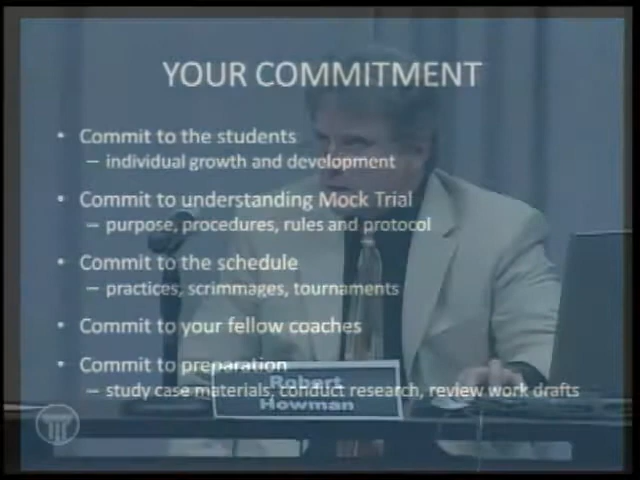 YOUR COMMITMENT
• Commit to the students
– individual growth and development
• Commit to understanding Mock Trial
– purpose, procedures, rules and protocol
• Commit to the schedule
– practices, scrimmages, tournaments
• Commit to your fellow coaches
• Commit to preparation
– study case materials, conduct research, review work drafts
Robert
Howman